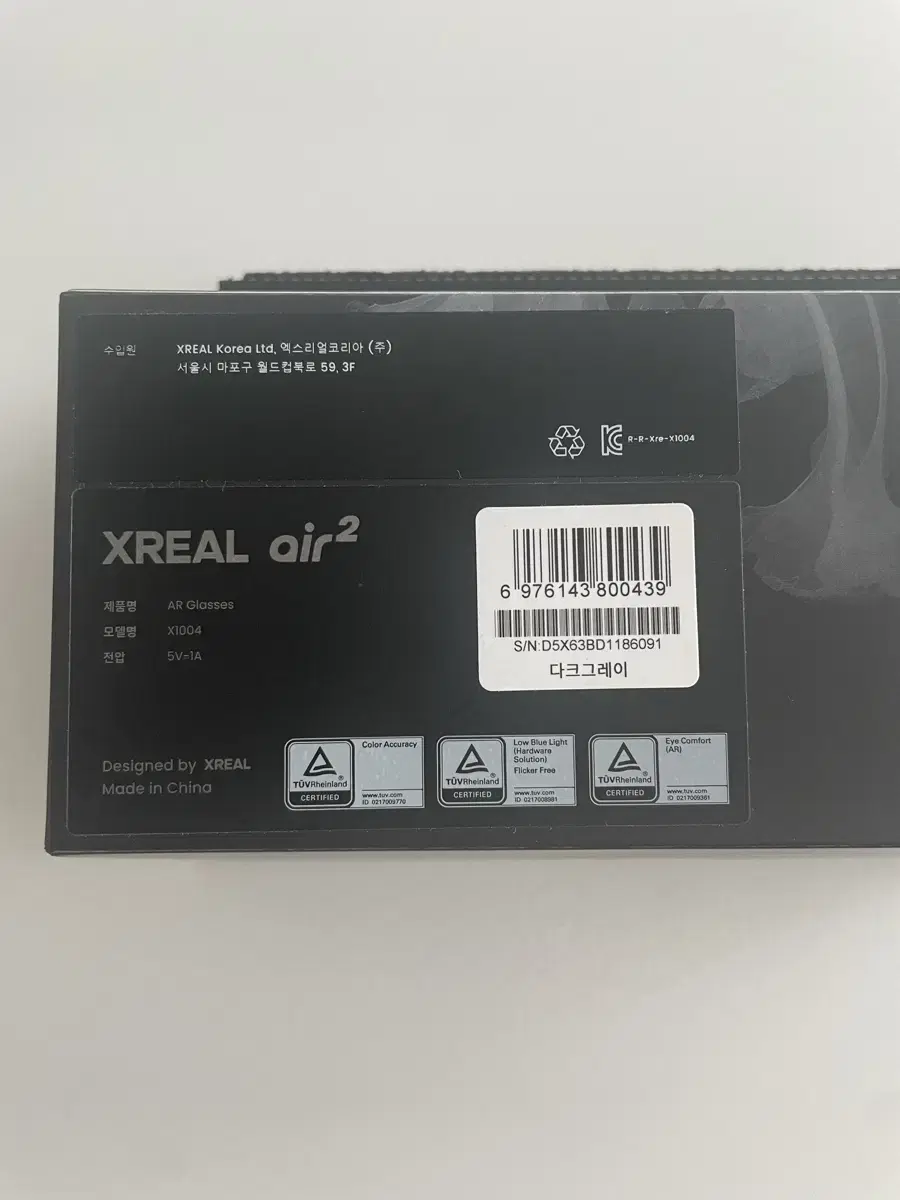 수입원 XREAL Korea Ltd, 엑스리얼코리아 (주)
서울시 마포구 월드컵북로 59, 3F
R-R-Xre-X1004
XREAL air2
제품명 AR Glasses
모델명 X1004
전압 5V=1A
6 976143 800439
S/N:D5X63BD1186091
다크그레이
Designed by XREAL
Made in China
TÜVRheinland®
CERTIFIED
Color Accuracy
www.tuv.com
ID 0217009770
TÜVRheinland®
CERTIFIED
Low Blue Light
(Hardware
Solution)
Flicker Free
www.tuv.com
ID 0217008981
TÜVRheinland®
CERTIFIED
Eye Comfort
(AR)
www.tuv.com
ID 0217009361